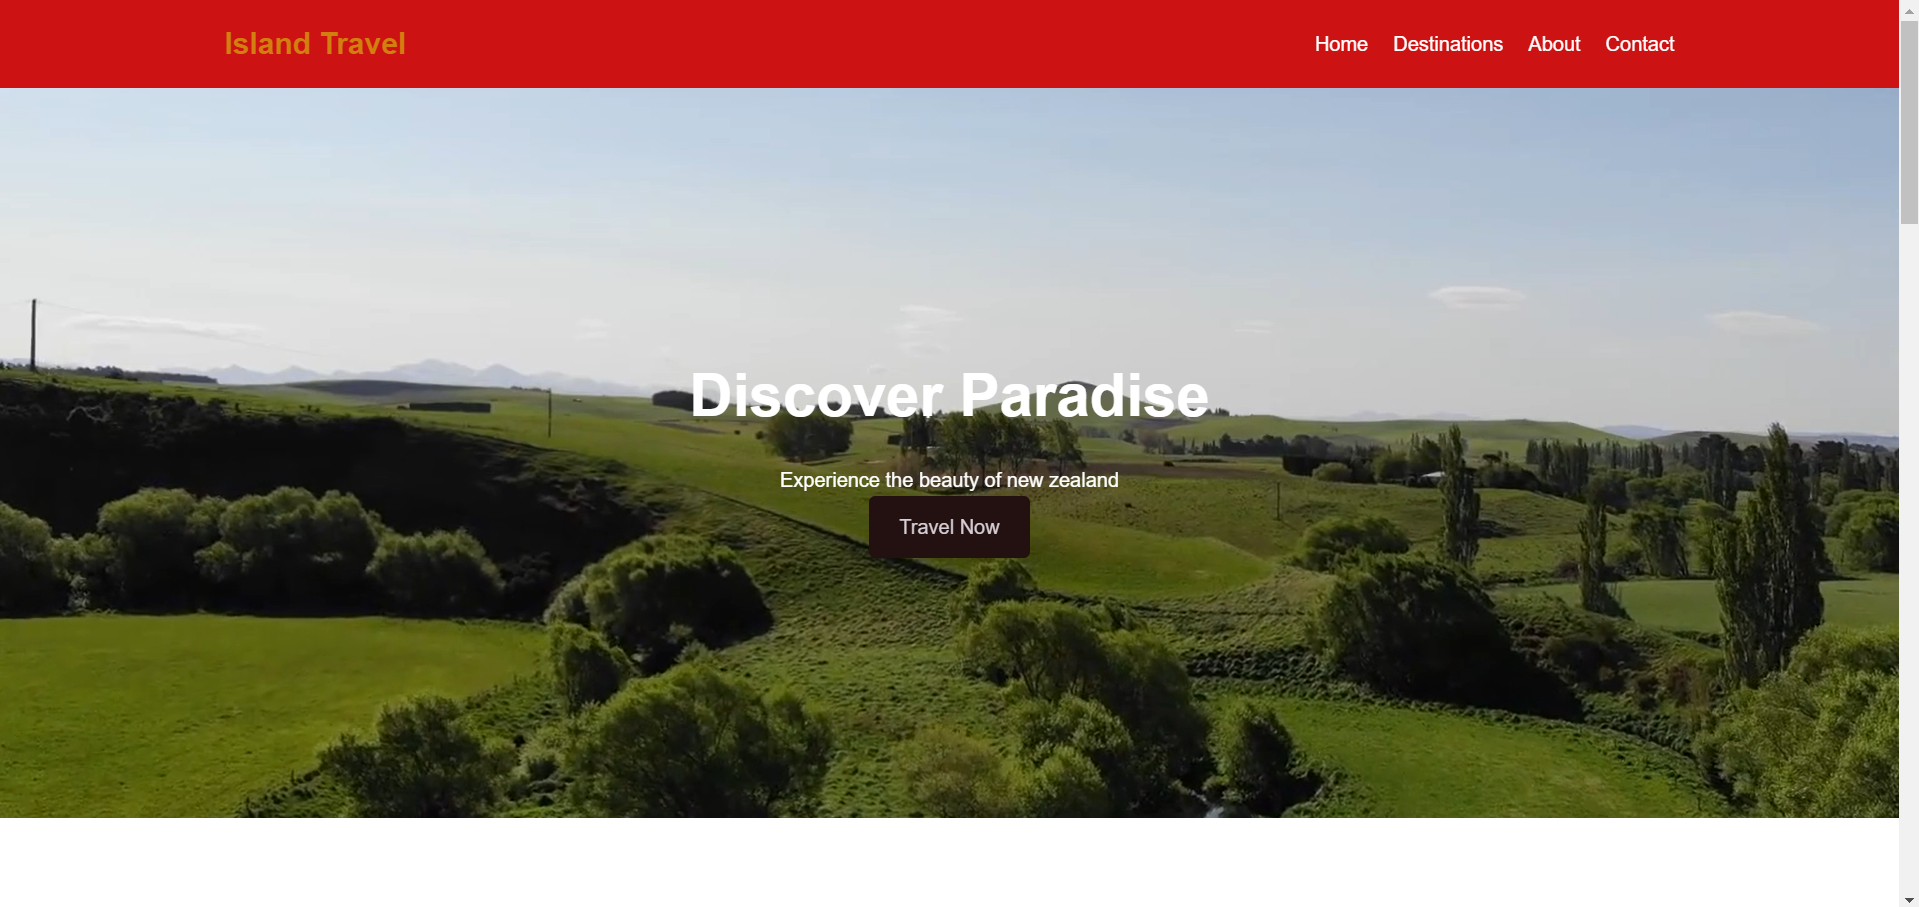 Island Travel
Home Destinations About Contact
Discover Paradise
Experience the beauty of new zealand
Travel Now